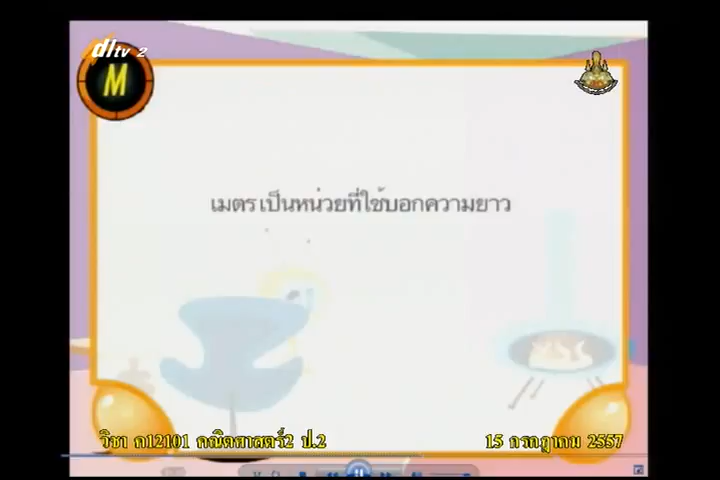 dltv 2
M
เมตรเป็นหน่วยที่ใช้บอกความยาว
วิชา ค12101 คณิตศาสตร์2 ป.2
15 กรกฎาคม 2557